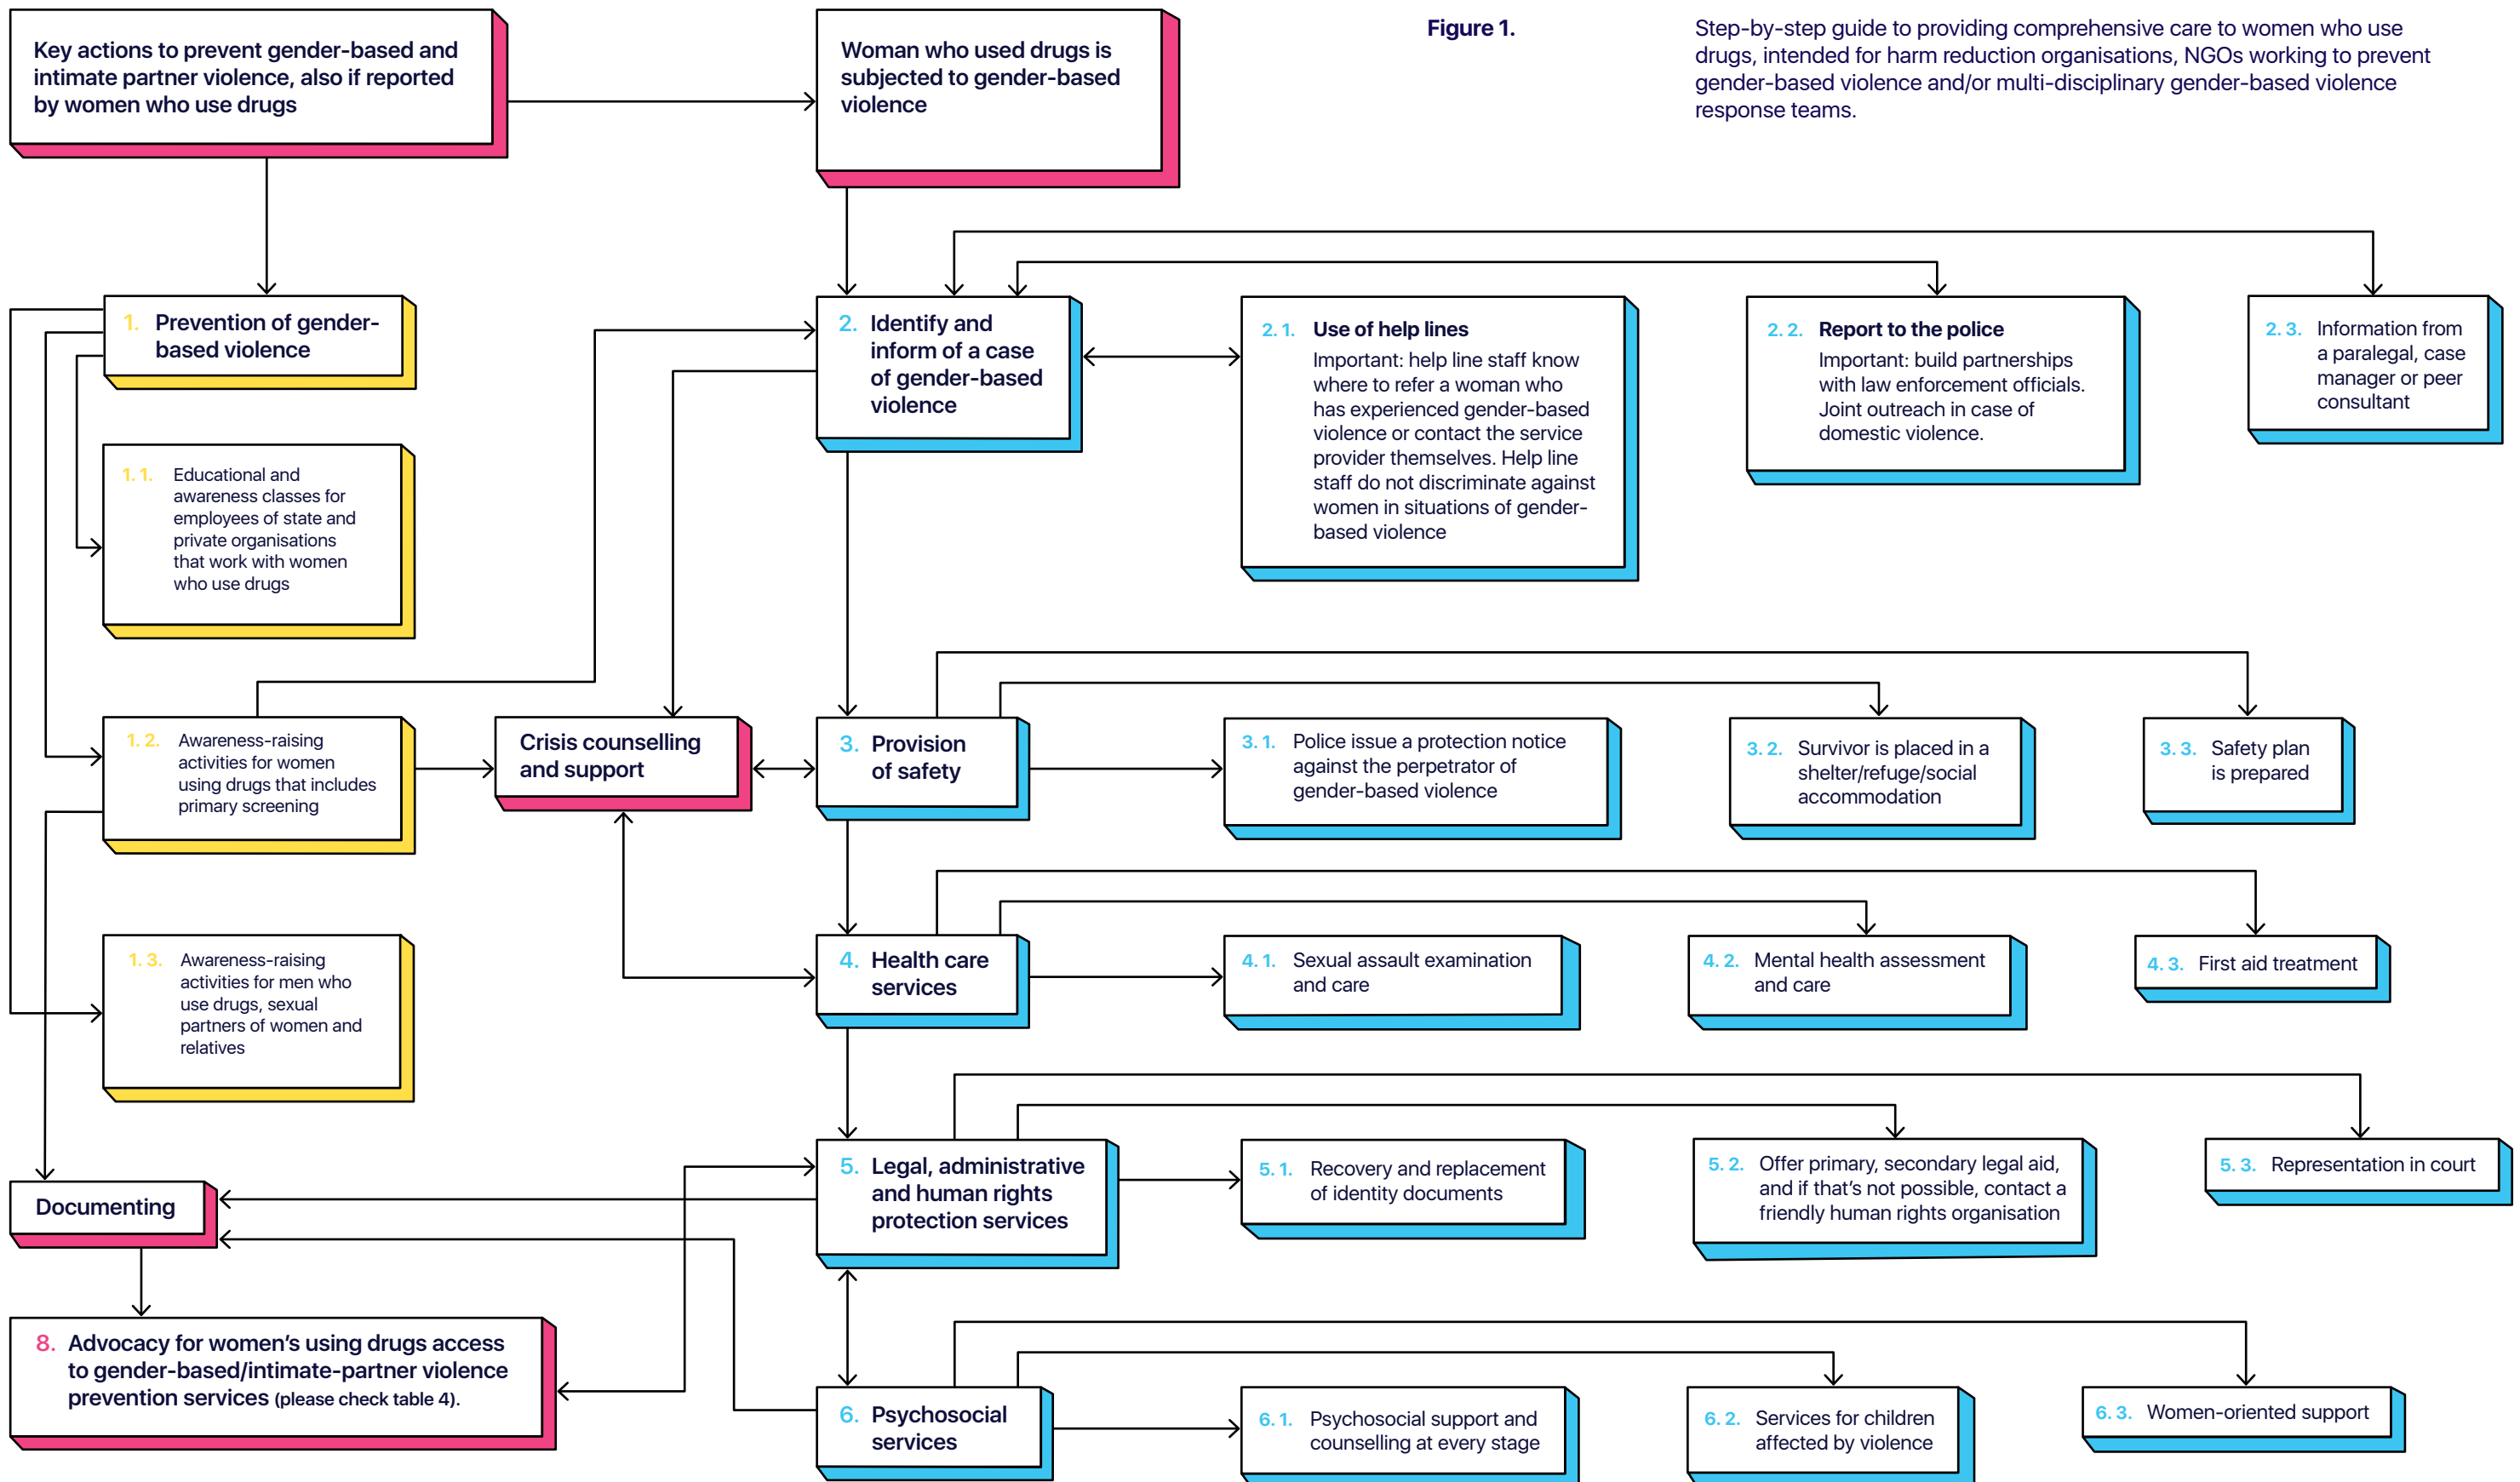 Key actions to prevent gender-based and
intimate partner violence, also if reported
by women who use drugs
Woman who used drugs is
subjected to gender-based
violence
Figure 1.
Step-by-step guide to providing comprehensive care to women who use
drugs, intended for harm reduction organisations, NGOs working to prevent
gender-based violence and/or multi-disciplinary gender-based violence
response teams.
1. Prevention of gender-
based violence
2. Identify and
inform of a case
of gender-based
violence
2. 1. Use of help lines
Important: help line staff know
where to refer a woman who
has experienced gender-based
violence or contact the service
provider themselves. Help line
staff do not discriminate against
women in situations of gender-
based violence
2. 2. Report to the police
Important: build partnerships
with law enforcement officials.
Joint outreach in case of
domestic violence.
2. 3. Information from
a paralegal, case
manager or peer
consultant
1. 1. Educational and
awareness classes for
employees of state and
private organisations
that work with women
who use drugs
1. 2. Awareness-raising
activities for women
using drugs that includes
primary screening
Crisis counselling
and support
3. Provision
of safety
3. 1. Police issue a protection notice
against the perpetrator of
gender-based violence
3. 2. Survivor is placed in a
shelter/refuge/social
accommodation
3. 3. Safety plan
is prepared
1. 3. Awareness-raising
activities for men who
use drugs, sexual
partners of women and
relatives
4. Health care
services
4. 1. Sexual assault examination
and care
4. 2. Mental health assessment
and care
4. 3. First aid treatment
Documenting
5. Legal, administrative
and human rights
protection services
5. 1. Recovery and replacement
of identity documents
5. 2. Offer primary, secondary legal aid,
and if that’s not possible, contact a
friendly human rights organisation
5. 3. Representation in court
8. Advocacy for women’s using drugs access
to gender-based/intimate-partner violence
prevention services (please check table 4).
6. Psychosocial
services
6. 1. Psychosocial support and
counselling at every stage
6. 2. Services for children
affected by violence
6. 3. Women-oriented support